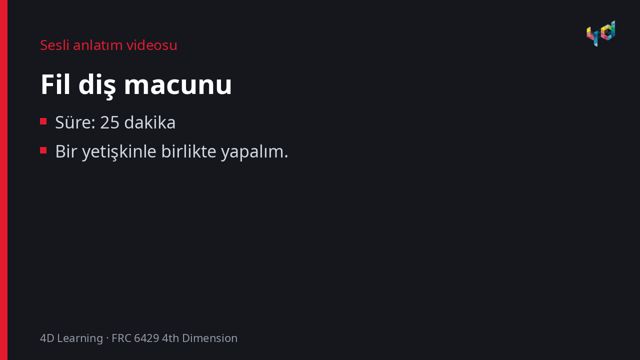 Sesli anlatım videosu
4d
Fil diş macunu
Süre: 25 dakika
Bir yetişkinle birlikte yapalım.
4D Learning · FRC 6429 4th Dimension